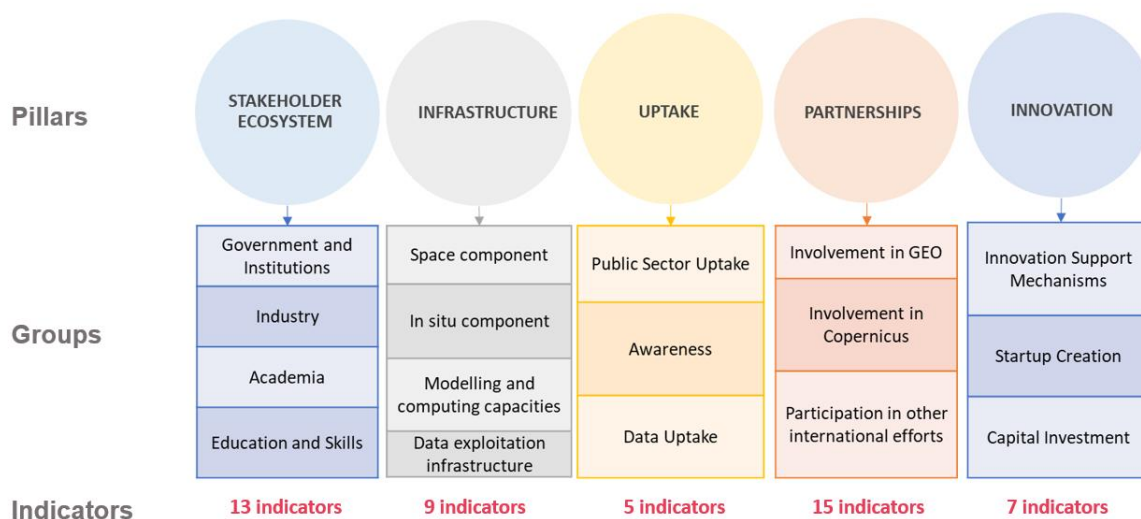 Pillars
STAKEHOLDER
ECOSYSTEM
INFRASTRUCTURE
UPTAKE
PARTNERSHIPS
INNOVATION
Groups
Government and
Institutions
Industry
Academia
Education and Skills
Space component
In situ component
Modelling and
computing capacities
Data exploitation
infrastructure
Public Sector Uptake
Awareness
Data Uptake
Involvement in GEO
Involvement in
Copernicus
Participation in other
international efforts
Innovation Support
Mechanisms
Startup Creation
Capital Investment
Indicators
13 indicators
9 indicators
5 indicators
15 indicators
7 indicators